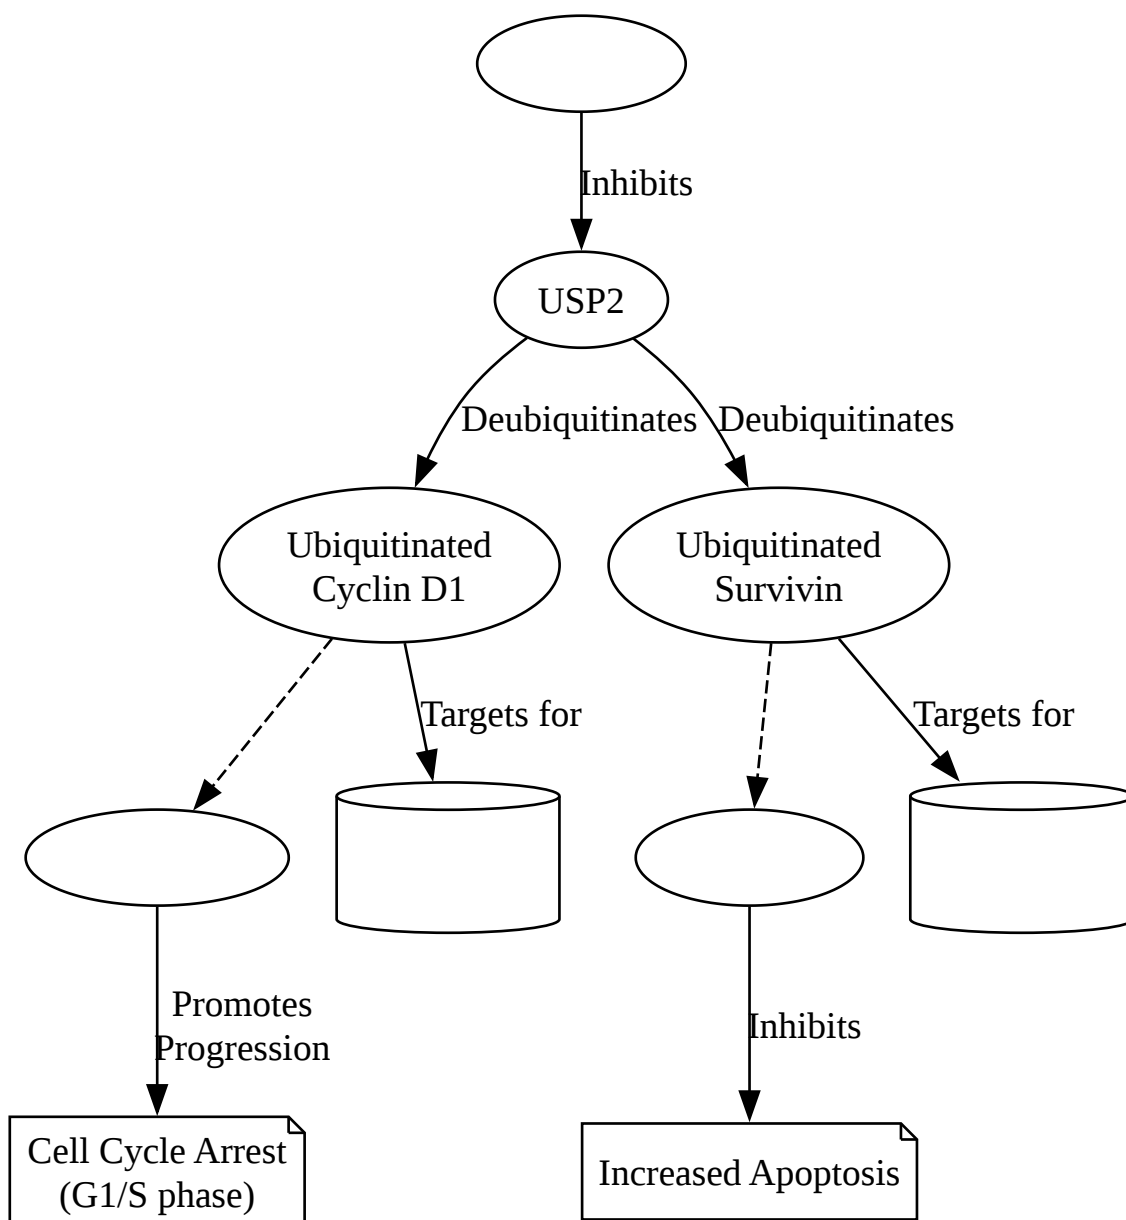 Inhibits
USP2
Deubiquitinates
Deubiquitinates
Ubiquitinated
Cyclin D1
Ubiquitinated
Survivin
Targets for
Targets for
Promotes
Progression
Inhibits
Cell Cycle Arrest
(G1/S phase)
Increased Apoptosis